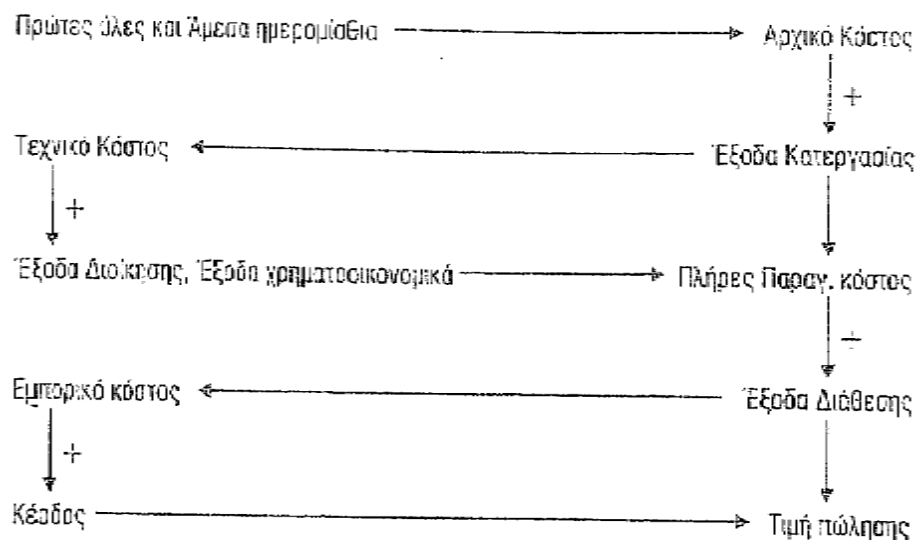 Πρώτες ύλες και Άμεσα ημερομίσθια Αρχικό Κόστος
+
Τεχνικό Κόστος Έξοδα Κατεργασίας
+
Έξοδα Διοίκησης, Έξοδα χρηματοοικονομικά Πλήρες Παραγ. κόστος
+
Εμπορικό κόστος Έξοδα Διάθεσης
+
Κέρδος Τιμή πώλησης